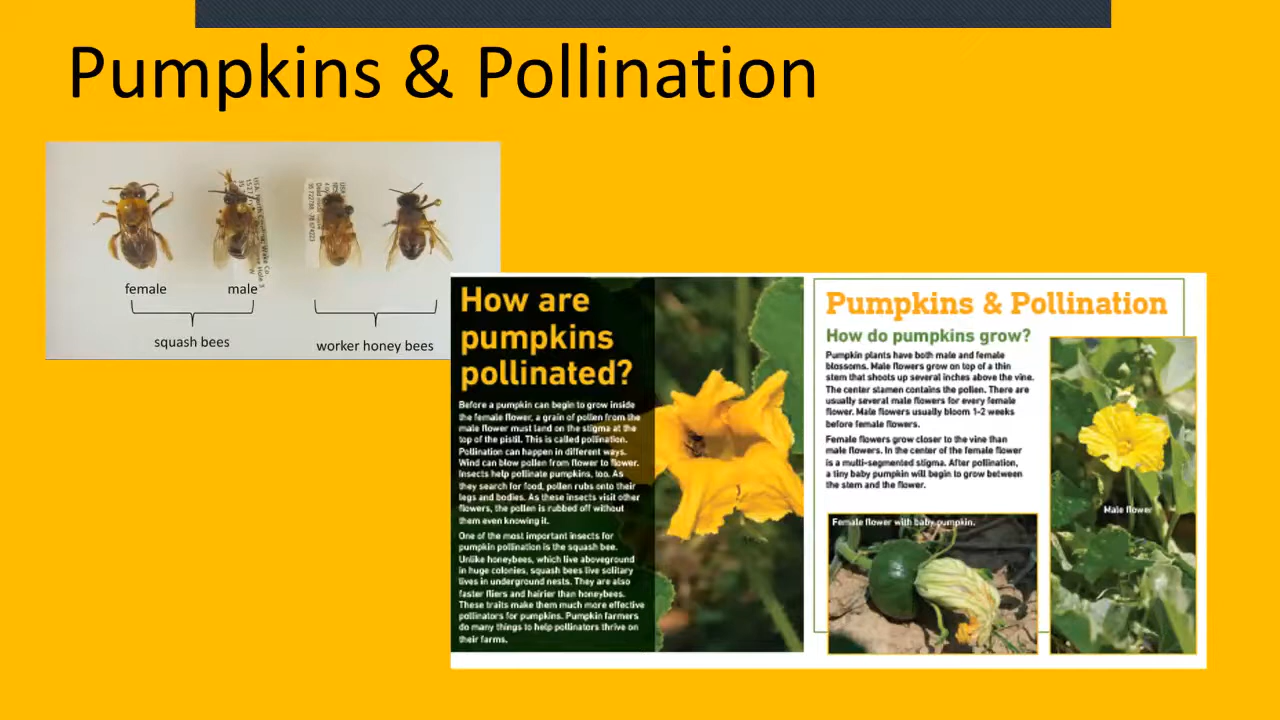 Pumpkins & Pollination
female
male
squash bees
worker honey bees
How are
pumpkins
pollinated?
Before a pumpkin can begin to grow inside
the female flower, a grain of pollen from the
male flower must land on the stigma at the
top of the pistil. This is called pollination.
Pollination can happen in different ways.
Wind can blow pollen from flower to flower.
Insects help pollinate pumpkins, too. As
they search for food, pollen rubs onto their
legs and bodies. As these insects visit other
flowers, the pollen is rubbed off without
them even knowing it.
One of the most important insects for
pumpkin pollination is the squash bee.
Unlike honeybees, which live aboveground
in huge colonies, squash bees live solitary
lives in underground nests. They are also
faster fliers and hairier than honeybees.
These traits make them much more effective
pollinators for pumpkins. Pumpkin farmers
do many things to help pollinators thrive on
their farms.
Pumpkins & Pollination
How do pumpkins grow?
Pumpkin plants have both male and female
blossoms. Male flowers grow on top of a thin
stem that shoots up several inches above the vine.
The center stamen contains the pollen. There are
usually several male flowers for every female
flower. Male flowers usually bloom 1-2 weeks
before female flowers.
Female flowers grow closer to the vine than
male flowers. In the center of the female flower
is a multi-segmented stigma. After pollination,
a tiny baby pumpkin will begin to grow between
the stem and the flower.
Female flower with baby pumpkin.
Male flower